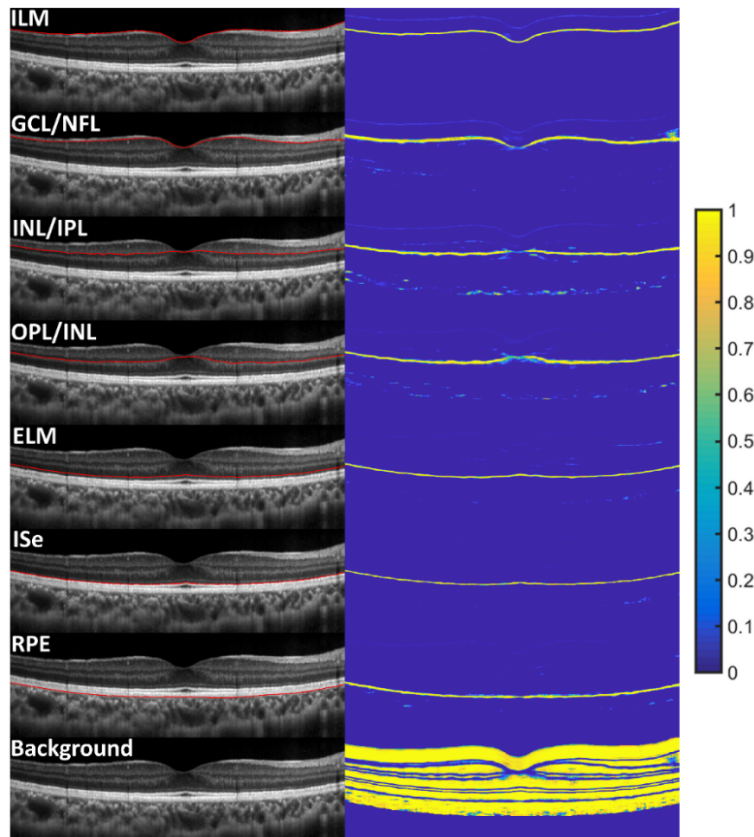 ILM
GCL/NFL
INL/IPL
OPL/INL
ELM
ISe
RPE
Background
1
0.9
0.8
0.7
0.6
0.5
0.4
0.3
0.2
0.1
0